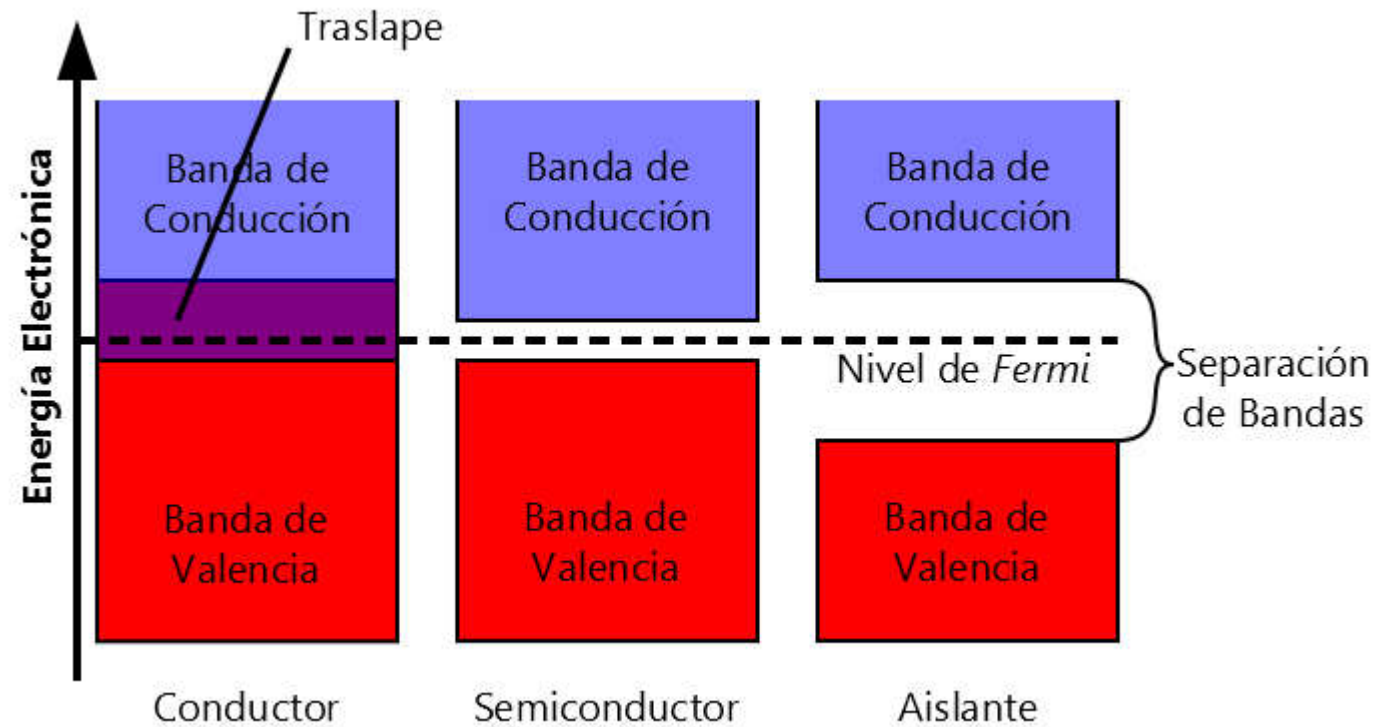 Traslape
Energía Electrónica
Banda de
Conducción
Banda de
Conducción
Banda de
Conducción
Nivel de Fermi
Separación
de Bandas
Banda de
Valencia
Banda de
Valencia
Banda de
Valencia
Conductor
Semiconductor
Aislante